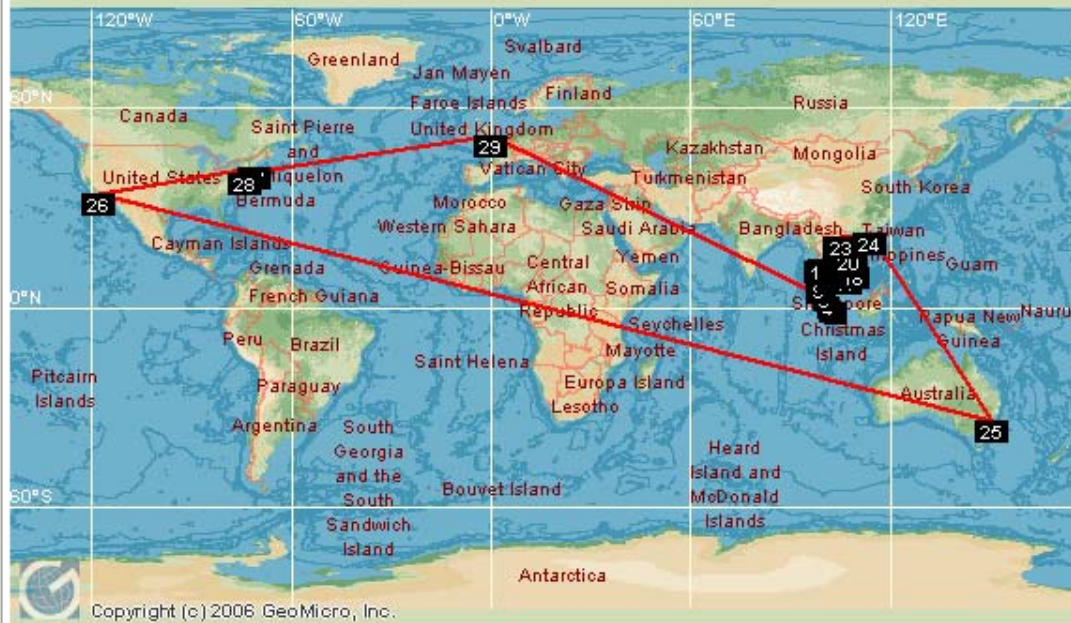 120°W 60°W 0°W 60°E 120°E
Svalbard
Greenland
Jan Mayen
Finland
60°N
Faroe Islands
Russia
Canada
Saint Pierre
United Kingdom
and
29
Kazakhstan
Mongolia
United States
28
Miquelon
Vatican City
Turkmenistan
South Korea
26
Bermuda
Morocco
Gaza Strip
Western Sahara
Saudi Arabia
Bangladesh
Taiwan
Cayman Islands
23
24
Grenada
Guinea-Bissau
Central
Yemen
20
Guam
French Guiana
African
Somalia
0°N
Republic
Seychelles
Papua New
Nauru
Peru
Brazil
Saint Helena
Mayotte
Christmas
Guinea
Island
Pitcairn
Islands
Paraguay
Europa Island
Australia
Lesotho
Argentina
South
25
Georgia
Heard
and the
Island and
60°S
South
Bouvet Island
McDonald
Sandwich
Islands
Island
Antarctica
Copyright (c) 2006 GeoMicro, Inc.